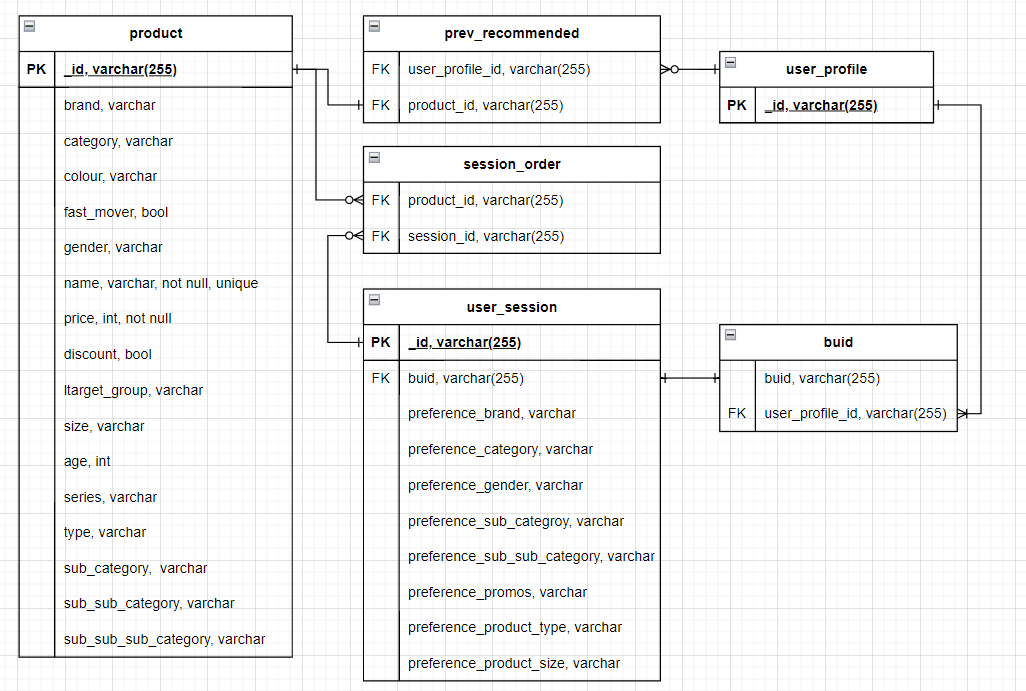 product
PK _id, varchar(255)
brand, varchar
category, varchar
colour, varchar
fast_mover, bool
gender, varchar
name, varchar, not null, unique
price, int, not null
discount, bool
ltarget_group, varchar
size, varchar
age, int
series, varchar
type, varchar
sub_category, varchar
sub_sub_category, varchar
sub_sub_sub_category, varchar
prev_recommended
FK user_profile_id, varchar(255)
FK product_id, varchar(255)
session_order
FK product_id, varchar(255)
FK session_id, varchar(255)
user_session
PK _id, varchar(255)
FK buid, varchar(255)
preference_brand, varchar
preference_category, varchar
preference_gender, varchar
preference_sub_categroy, varchar
preference_sub_sub_category, varchar
preference_promos, varchar
preference_product_type, varchar
preference_product_size, varchar
user_profile
PK _id, varchar(255)
buid
buid, varchar(255)
FK user_profile_id, varchar(255)